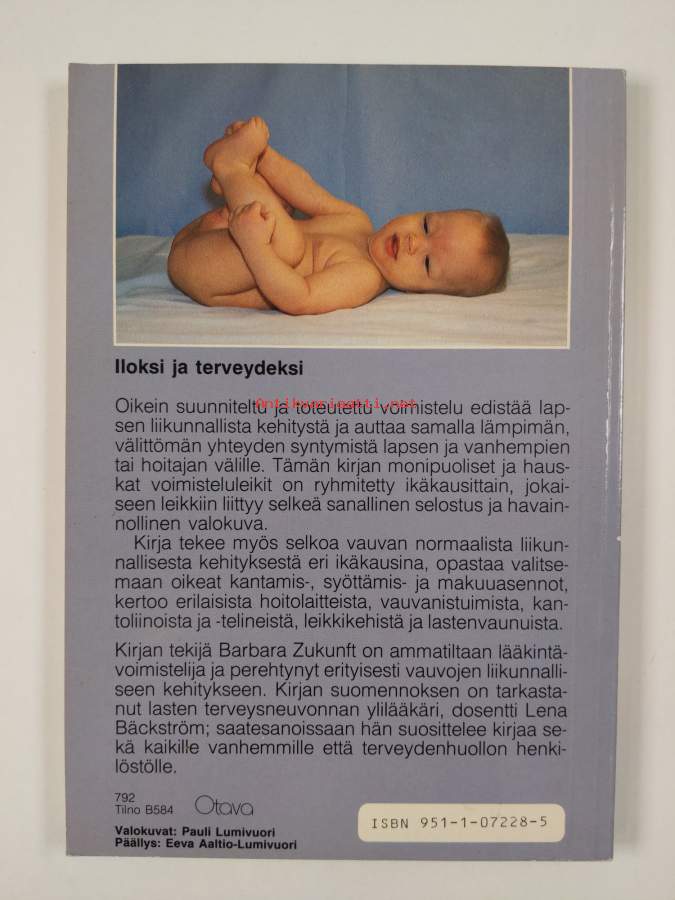 Iloksi ja terveydeksi
Antikvariaatti.net
Oikein suunniteltu ja toteutettu voimistelu edistää lap-
sen liikunnallista kehitystä ja auttaa samalla lämpimän,
välittömän yhteyden syntymistä lapsen ja vanhempien
tai hoitajan välille. Tämän kirjan monipuoliset ja haus-
kat voimisteluleikit on ryhmitetty ikäkausittain, jokai-
seen leikkiin liittyy selkeä sanallinen selostus ja havain-
nollinen valokuva.
Kirja tekee myös selkoa vauvan normaalista liikun-
nallisesta kehityksestä eri ikäkausina, opastaa valitse-
maan oikeat kantamis-, syöttämis- ja makuuasennot,
kertoo erilaisista hoitolaitteista, vauvanistuimista, kan-
toliinoista ja -telineistä, leikkikehistä ja lastenvaunuista.
Kirjan tekijä Barbara Zukunft on ammatiltaan lääkintä-
voimistelija ja perehtynyt erityisesti vauvojen liikunnalli-
seen kehitykseen. Kirjan suomennoksen on tarkasta-
nut lasten terveysneuvonnan ylilääkäri, dosentti Lena
Bäckström; saatesanoissaan hän suosittelee kirjaa se-
kä kaikille vanhemmille että terveydenhuollon henki-
löstölle.
792
Tilno B584
Otava
Valokuvat: Pauli Lumivuori
Päällys: Eeva Aaltio-Lumivuori
ISBN 951-1-07228-5